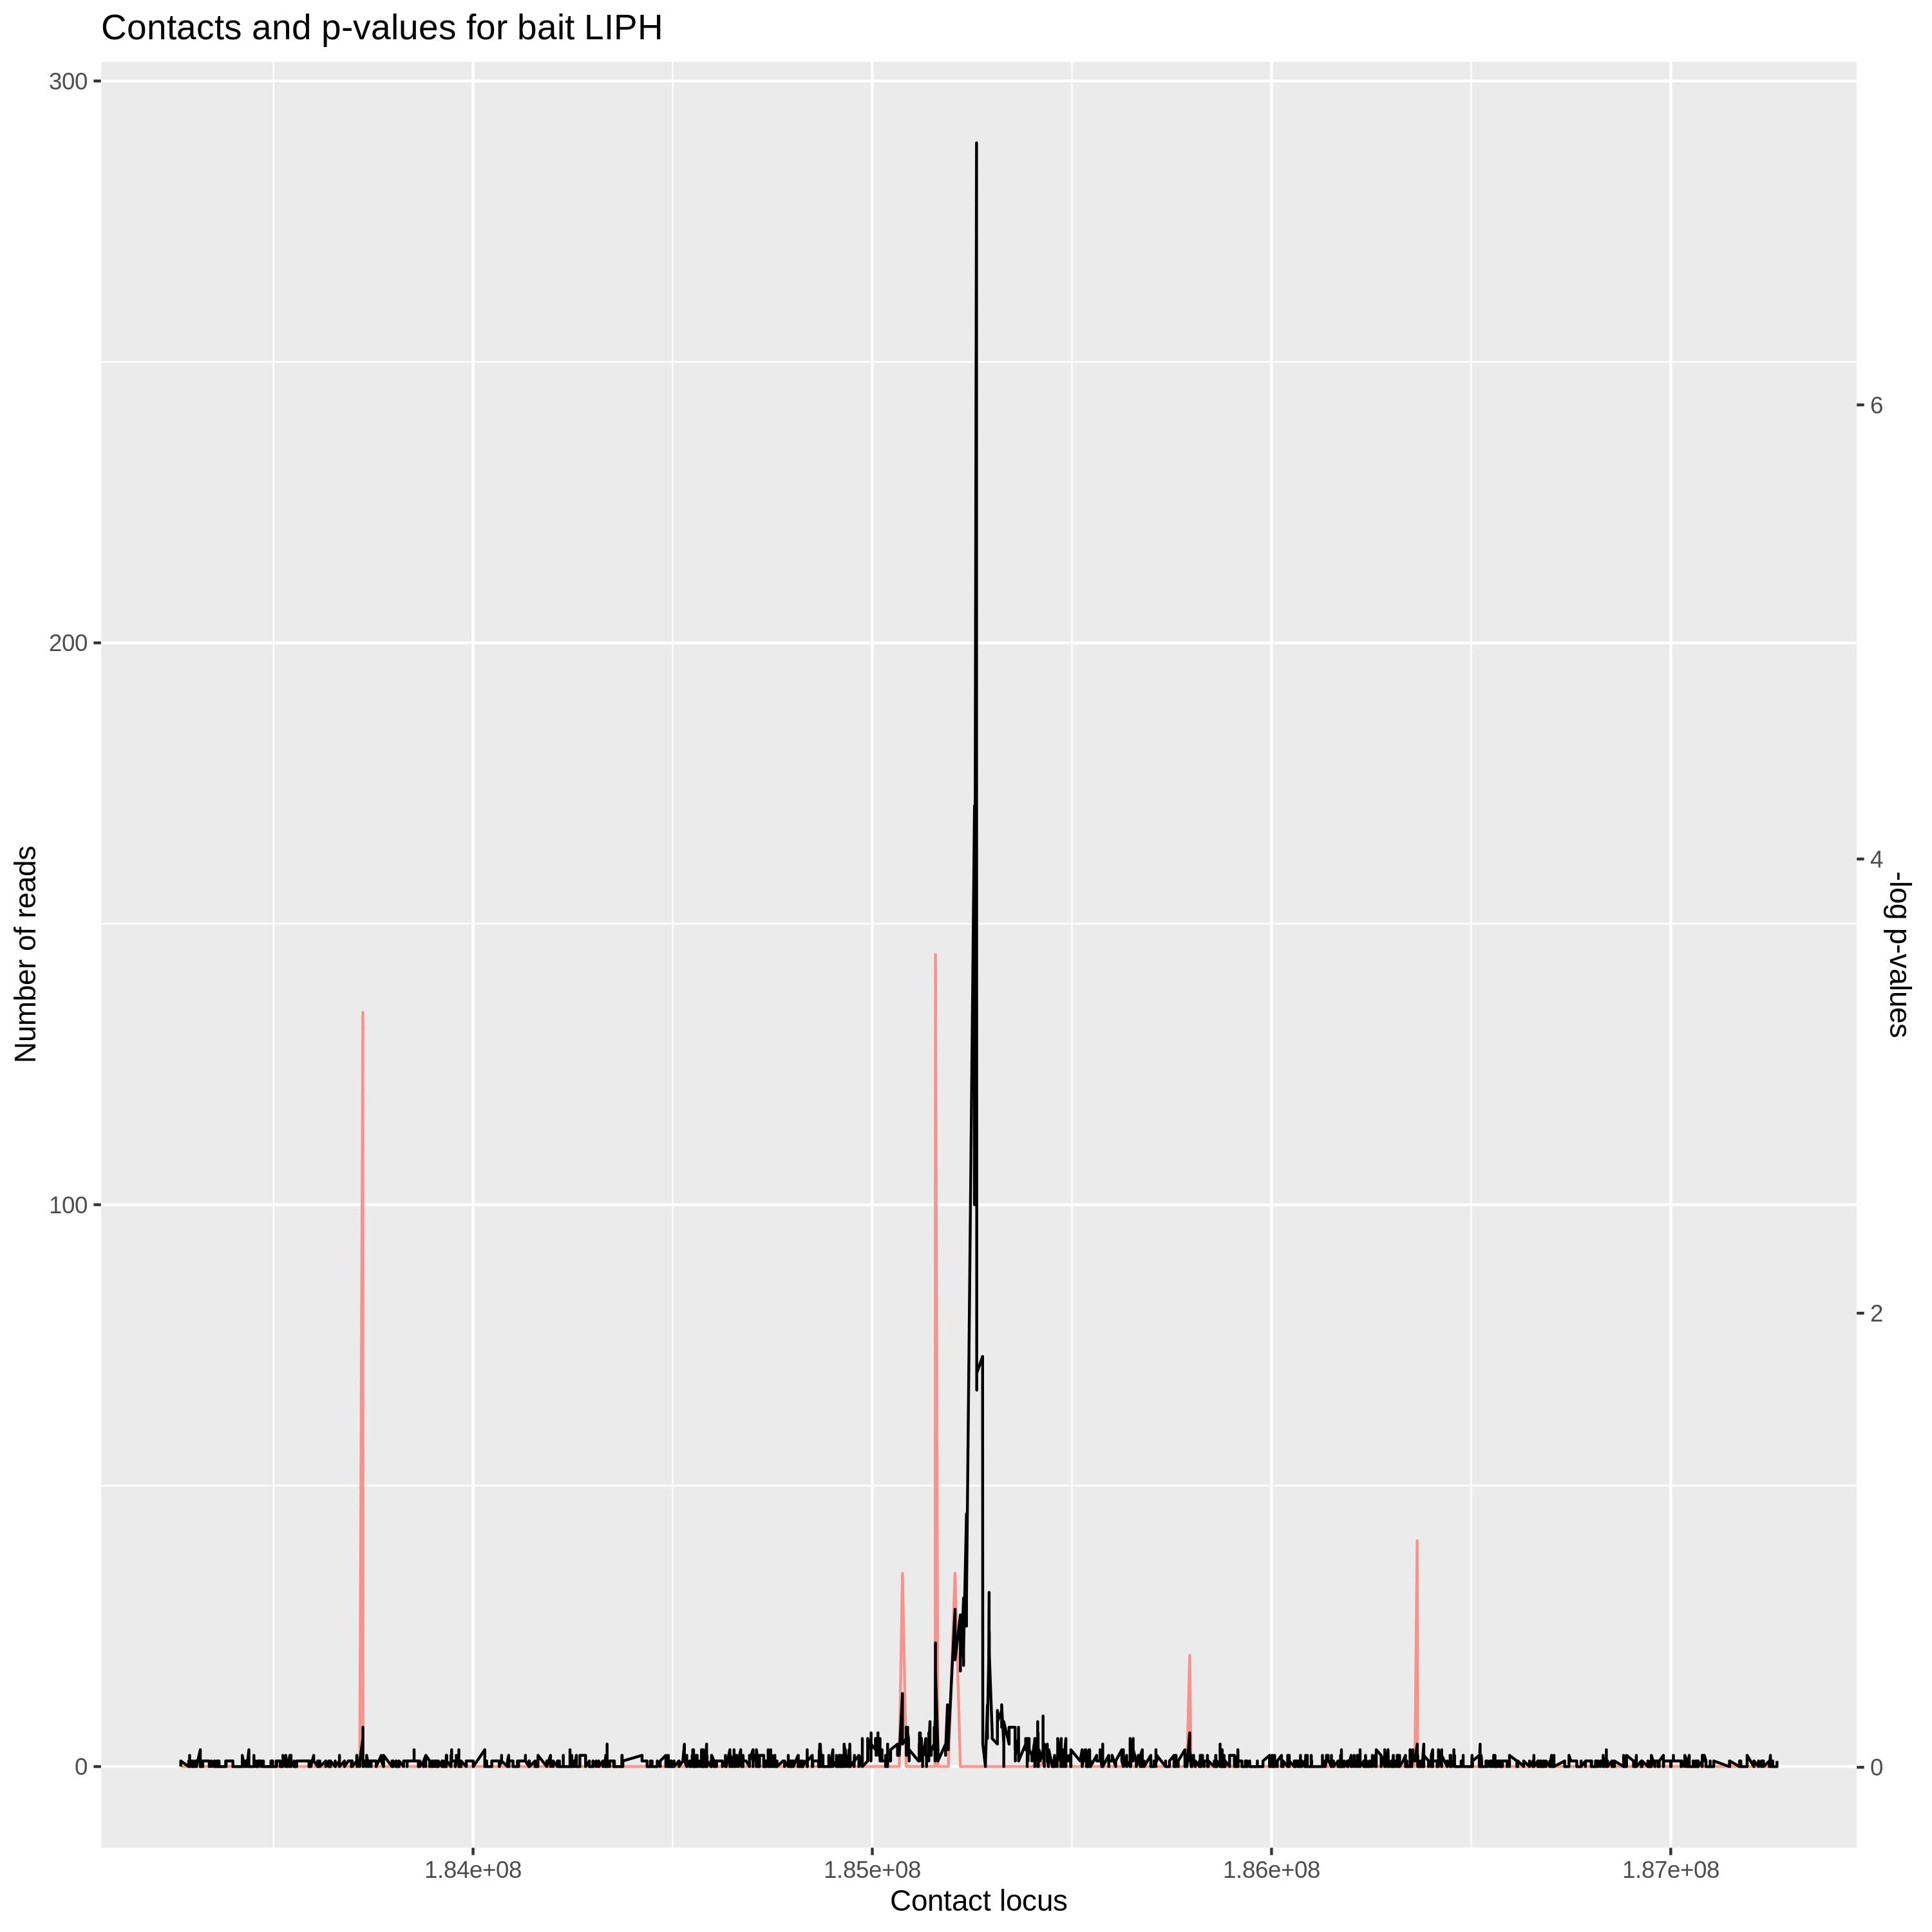 Contacts and p-values for bait LIPH
300
200
100
0
Number of reads
6
4
2
0
-log p-values
1.84e+08
1.85e+08
1.86e+08
1.87e+08
Contact locus